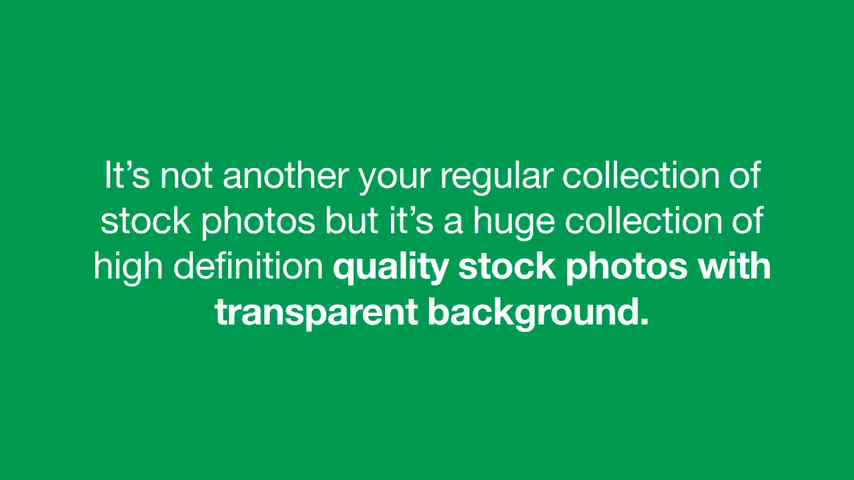 It’s not another your regular collection of
stock photos but it’s a huge collection of
high definition quality stock photos with
transparent background.